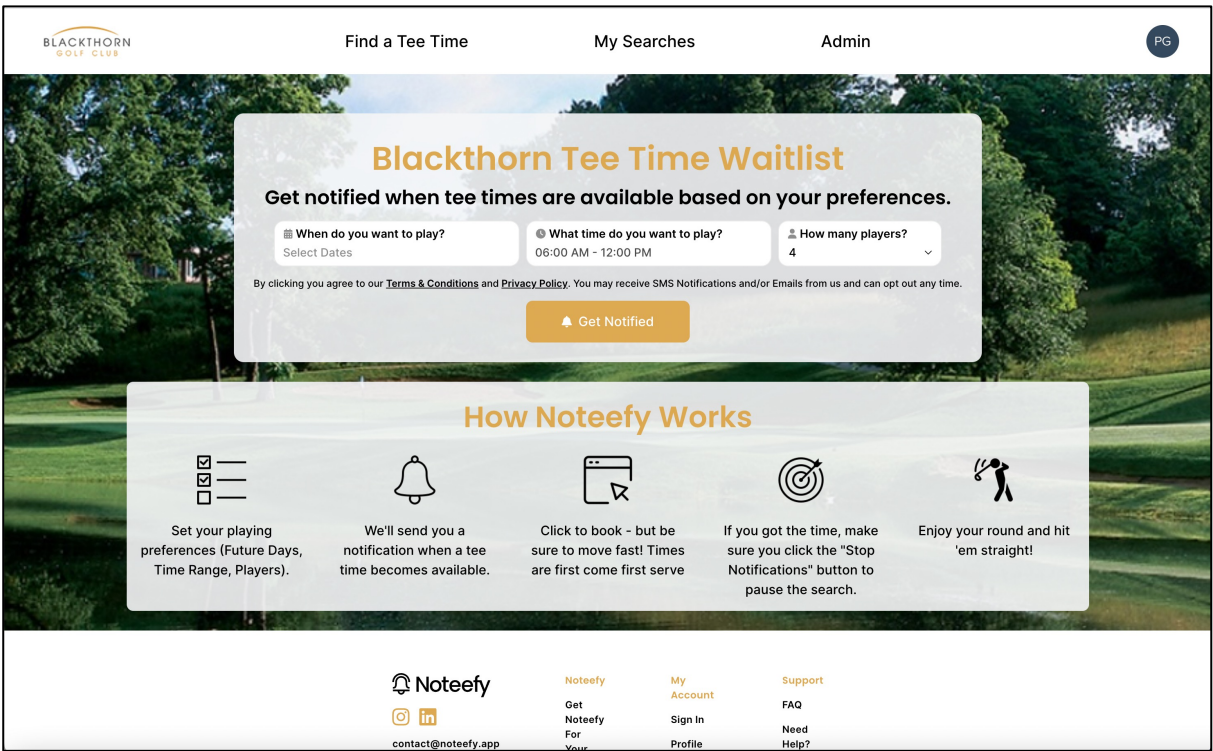 BLACKTHORN
GOLF CLUB
Find a Tee Time
My Searches
Admin
PG
Blackthorn Tee Time Waitlist
Get notified when tee times are available based on your preferences.
When do you want to play?
Select Dates
What time do you want to play?
06:00 AM - 12:00 PM
How many players?
4
By clicking you agree to our Terms & Conditions and Privacy Policy. You may receive SMS Notifications and/or Emails from us and can opt out any time.
Get Notified
How Noteefy Works
Set your playing
preferences (Future Days,
Time Range, Players).
We'll send you a
notification when a tee
time becomes available.
Click to book - but be
sure to move fast! Times
are first come first serve
If you got the time, make
sure you click the "Stop
Notifications" button to
pause the search.
Enjoy your round and hit
'em straight!
Noteefy
in
contact@noteefy.app
Noteefy
Get
Noteefy
For
Your
My
Account
Sign In
Profile
Support
FAQ
Need
Help?